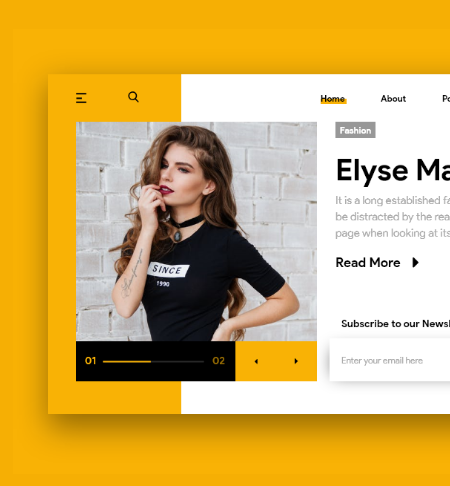 Home
About
Fashion
Elyse Ma
It is a long established fa
be distracted by the rea
page when looking at its
Read More
SINCE
1990
Subscribe to our Newsl
01
02
Enter your email here